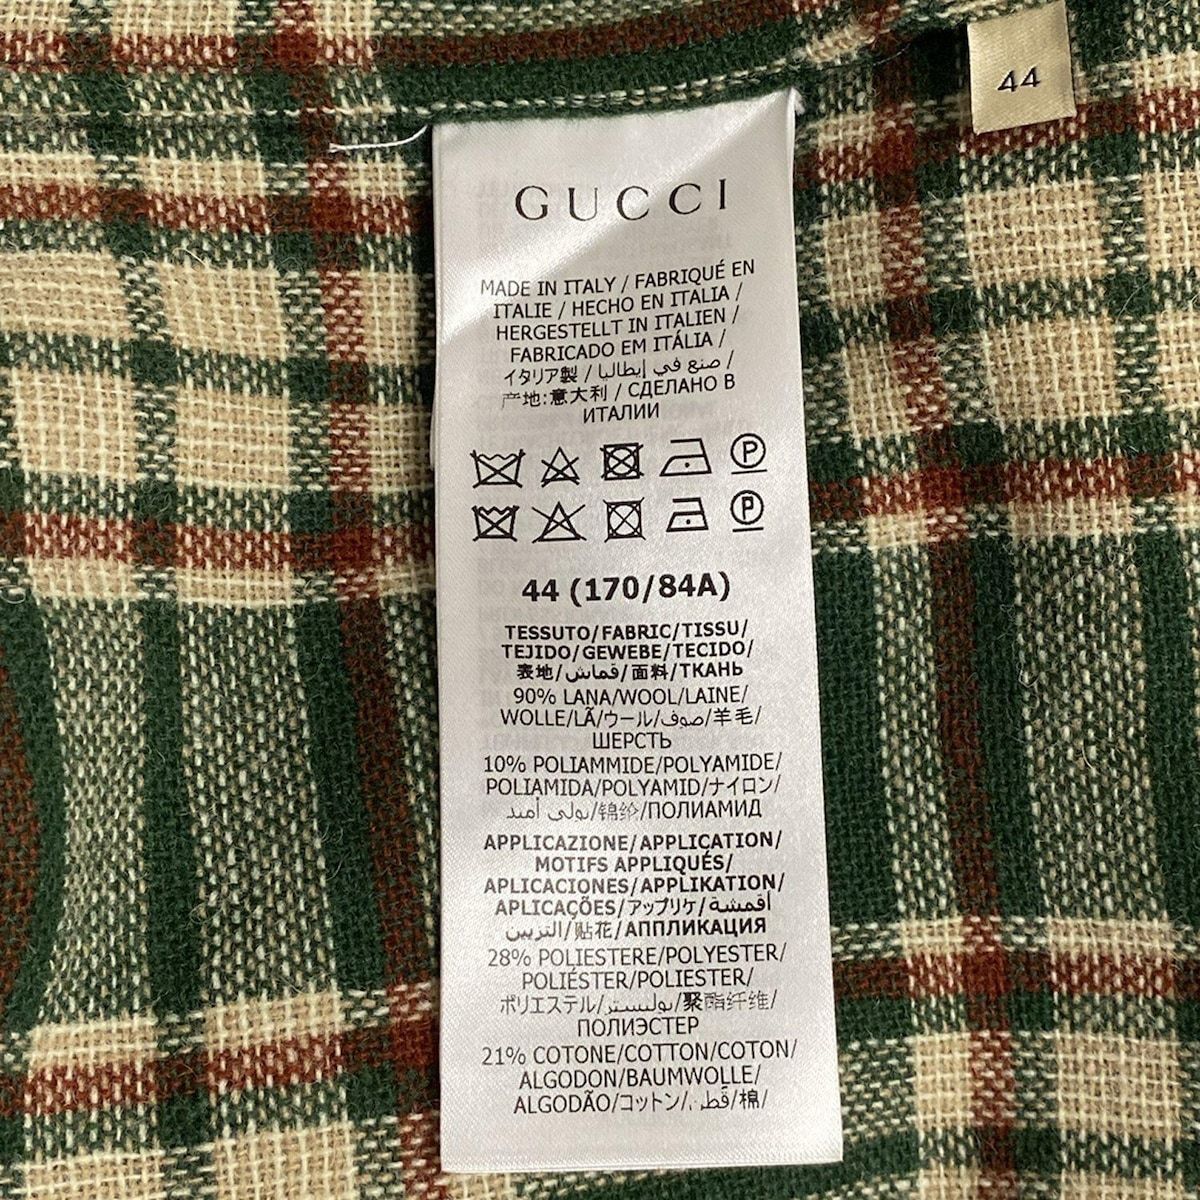 44
GUCCI
MADE IN ITALY / FABRIQUÉ EN
ITALIE / HECHO EN ITALIA /
HERGESTELLT IN ITALIEN /
FABRICADO EM ITÁLIA /
イタリア製 / صنع في إيطاليا /
产地:意大利 / СДЕЛАНО В
ИТАЛИИ
P
P
44 (170/84A)
TESSUTO/FABRIC/TISSU/
TEJIDO/GEWEBE/TECIDO/
表地/قماش/面料/ТКАНЬ
90% LANA/WOOL/LAINE/
WOLLE/LÃ/ウール/صوف/羊毛/
ШЕРСТЬ
10% POLIAMMIDE/POLYAMIDE/
POLIAMIDA/POLYAMID/ナイロン/
بولي أميد/锦纶/ПОЛИАМИД
APPLICAZIONE/APPLICATION/
MOTIFS APPLIQUÉS/
APLICACIONES/APPLIKATION/
APLICAÇÕES/アップリケ/أقمشة
التزيين/贴花/АППЛИКАЦИЯ
28% POLIESTERE/POLYESTER/
POLIÉSTER/POLIESTER/
ポリエステル/بوليستر/聚酯纤维/
ПОЛИЭСТЕР
21% COTONE/COTTON/COTON/
ALGODON/BAUMWOLLE/
ALGODÃO/コットン/قطن/棉/